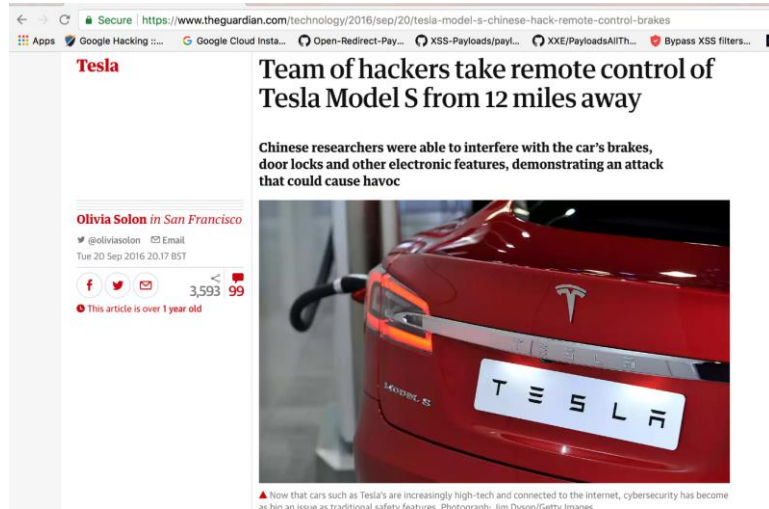 Secure | https://www.theguardian.com/technology/2016/sep/20/tesla-model-s-chinese-hack-remote-control-brakes
Apps Google Hacking ::... Google Cloud Insta... Open-Redirect-Pay... XSS-Payloads/payl... XXE/PayloadsAllTh... Bypass XSS filters...
Tesla
Team of hackers take remote control of
Tesla Model S from 12 miles away
Chinese researchers were able to interfere with the car's brakes,
door locks and other electronic features, demonstrating an attack
that could cause havoc
Olivia Solon in San Francisco
@oliviasolon Email
Tue 20 Sep 2016 20.17 BST
3,593 99
This article is over 1 year old
TESLA
MODEL S
TESLA
Now that cars such as Tesla's are increasingly high-tech and connected to the internet, cybersecurity has become
as big an issue as traditional safety features. Photograph: Jim Dyson/Getty Images